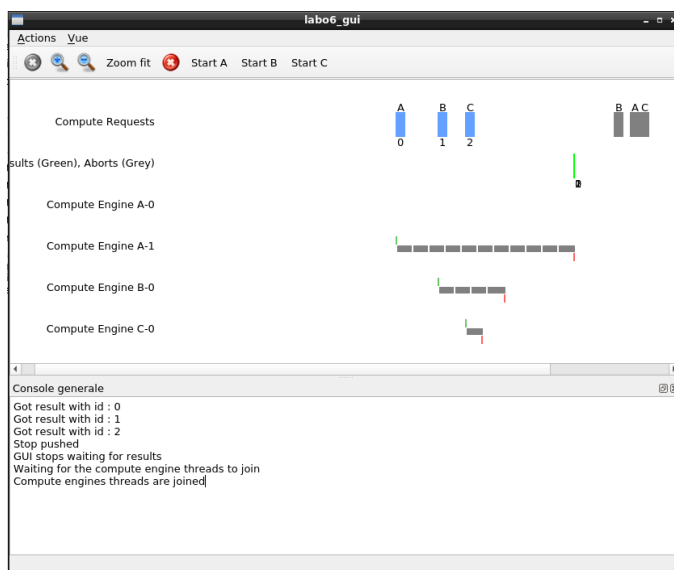 labo6_gui
Actions Vue
Zoom fit Start A Start B Start C
A B C B A C
Compute Requests
0 1 2
sults (Green), Aborts (Grey)
Compute Engine A-0
Compute Engine A-1
Compute Engine B-0
Compute Engine C-0
Console generale
Got result with id : 0
Got result with id : 1
Got result with id : 2
Stop pushed
GUI stops waiting for results
Waiting for the compute engine threads to join
Compute engines threads are joined